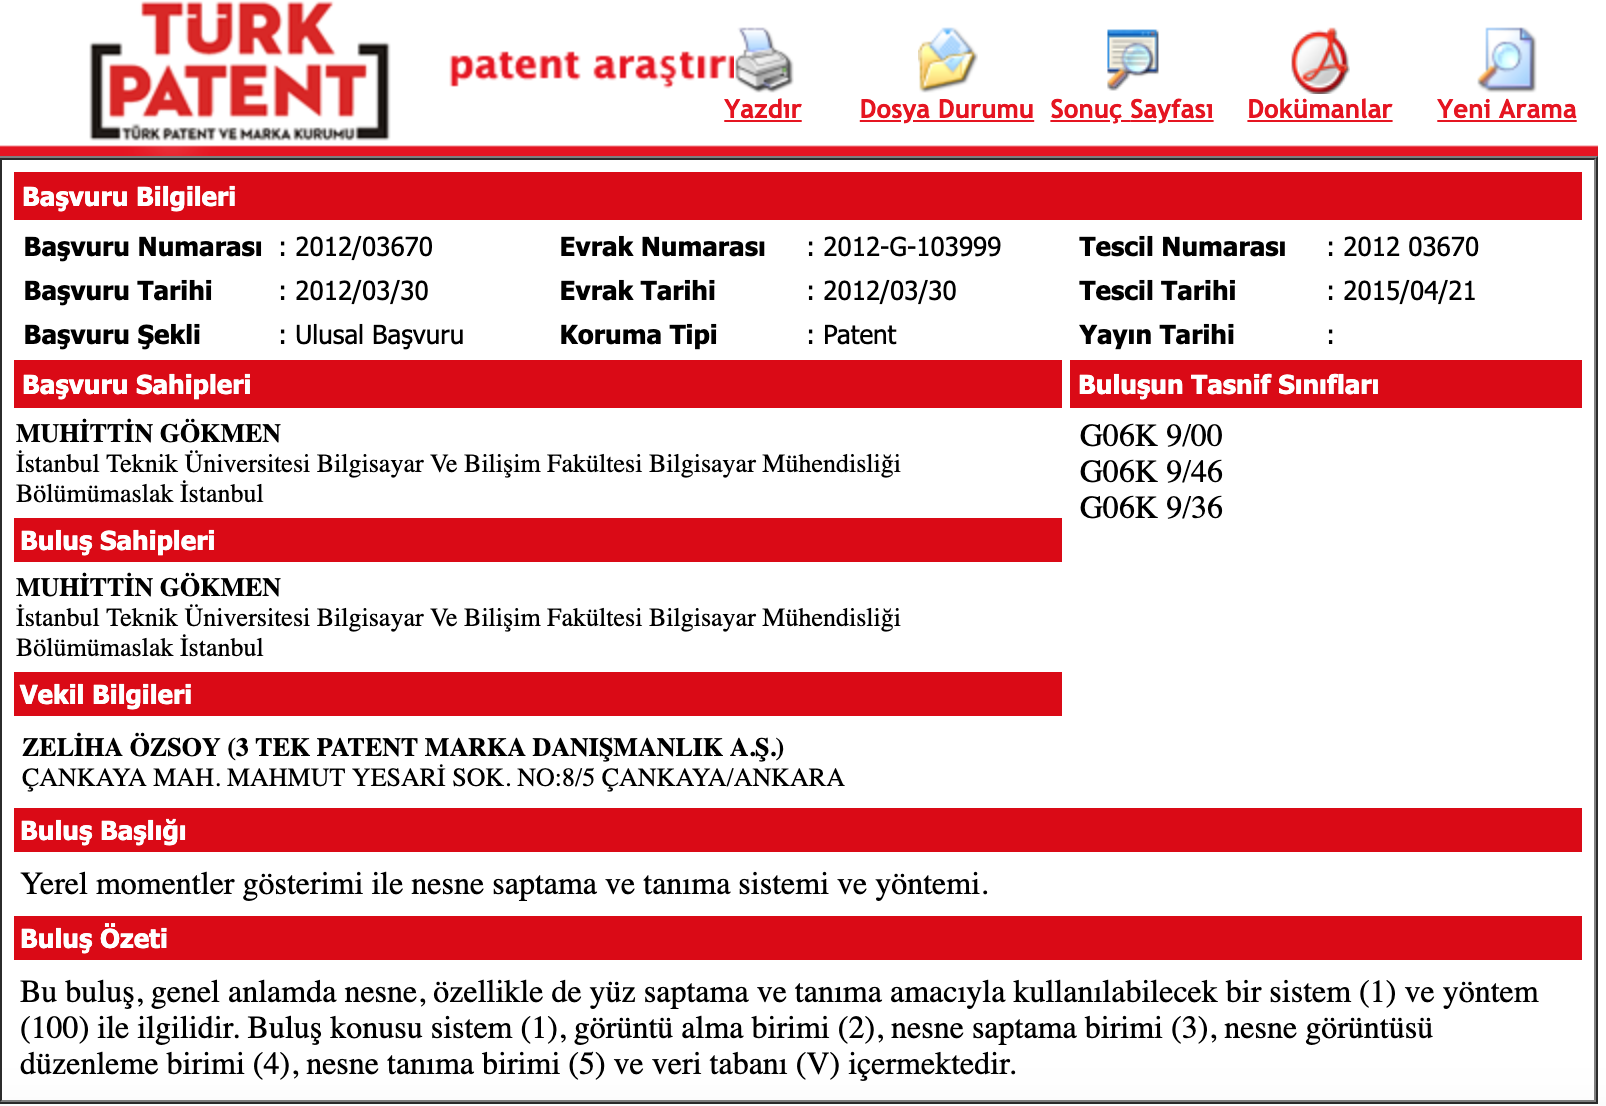 TÜRK
PATENT
TÜRK PATENT VE MARKA KURUMU
patent
Yazdır
Dosya Durumu
Sonuç Sayfası
Dokümanlar
Yeni Arama
Başvuru Bilgileri
Başvuru Numarası : 2012/03670 Evrak Numarası : 2012-G-103999 Tescil Numarası : 2012 03670
Başvuru Tarihi : 2012/03/30 Evrak Tarihi : 2012/03/30 Tescil Tarihi : 2015/04/21
Başvuru Şekli : Ulusal Başvuru Koruma Tipi : Patent Yayın Tarihi :
Başvuru Sahipleri
MUHİTTİN GÖKMEN
İstanbul Teknik Üniversitesi Bilgisayar Ve Bilişim Fakültesi Bilgisayar Mühendisliği
Bölümümaslak İstanbul
Buluşun Tasnif Sınıfları
G06K 9/00
G06K 9/46
G06K 9/36
Buluş Sahipleri
MUHİTTİN GÖKMEN
İstanbul Teknik Üniversitesi Bilgisayar Ve Bilişim Fakültesi Bilgisayar Mühendisliği
Bölümümaslak İstanbul
Vekil Bilgileri
ZELİHA ÖZSOY (3 TEK PATENT MARKA DANIŞMANLIK A.Ş.)
ÇANKAYA MAH. MAHMUT YESARİ SOK. NO:8/5 ÇANKAYA/ANKARA
Buluş Başlığı
Yerel momentler gösterimi ile nesne saptama ve tanıma sistemi ve yöntemi.
Buluş Özeti
Bu buluş, genel anlamda nesne, özellikle de yüz saptama ve tanıma amacıyla kullanılabilecek bir sistem (1) ve yöntem
(100) ile ilgilidir. Buluş konusu sistem (1), görüntü alma birimi (2), nesne saptama birimi (3), nesne görüntüsü
düzenleme birimi (4), nesne tanıma birimi (5) ve veri tabanı (V) içermektedir.